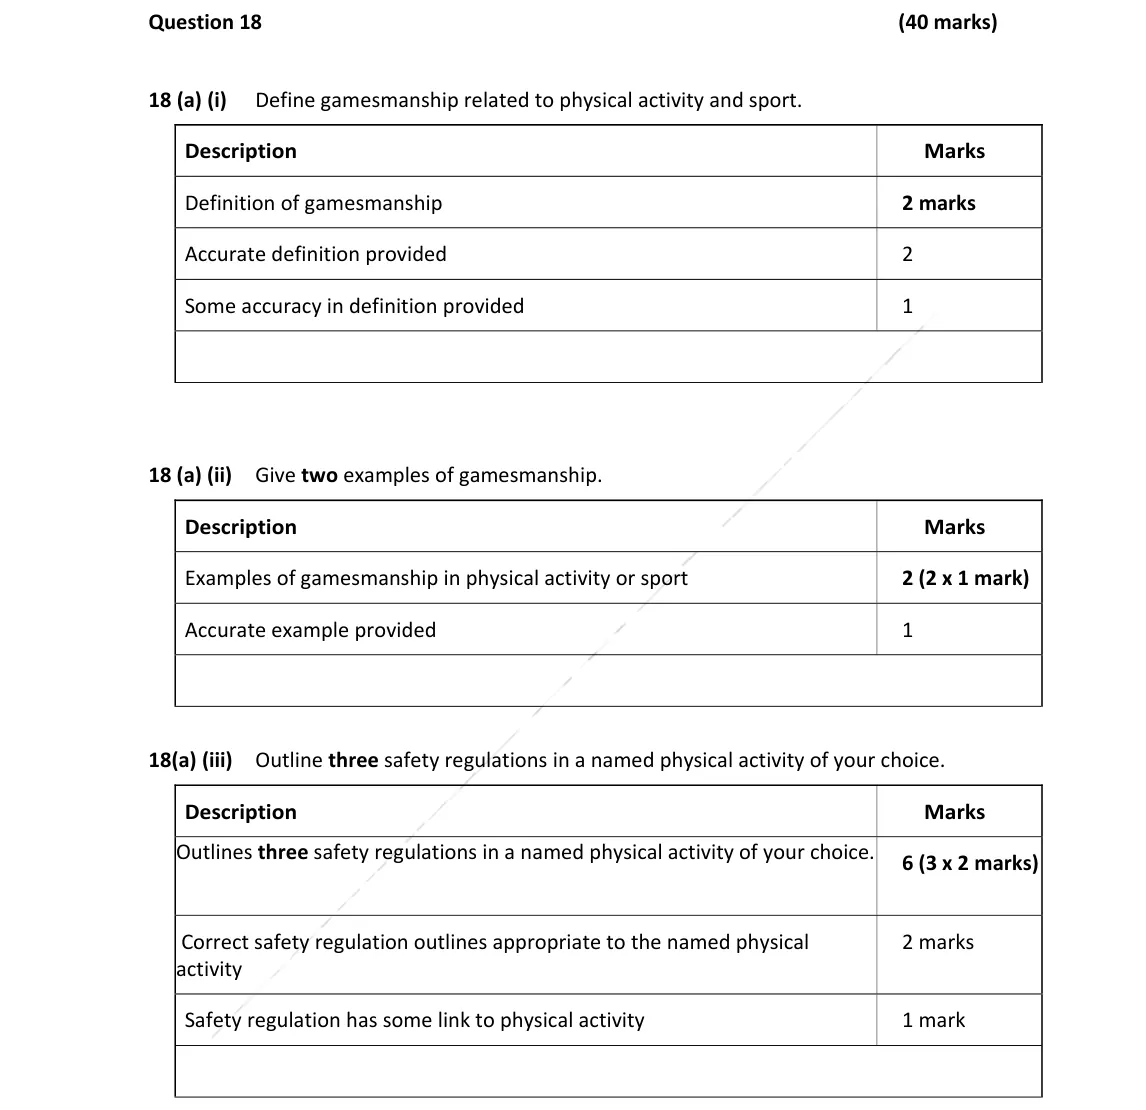 Question 18 (40 marks)
18 (a) (i) Define gamesmanship related to physical activity and sport.
Description Marks
Definition of gamesmanship 2 marks
Accurate definition provided 2
Some accuracy in definition provided 1
18 (a) (ii) Give two examples of gamesmanship.
Description Marks
Examples of gamesmanship in physical activity or sport 2 (2 x 1 mark)
Accurate example provided 1
18(a) (iii) Outline three safety regulations in a named physical activity of your choice.
Description Marks
Outlines three safety regulations in a named physical activity of your choice. 6 (3 x 2 marks)
Correct safety regulation outlines appropriate to the named physical 2 marks
activity
Safety regulation has some link to physical activity 1 mark